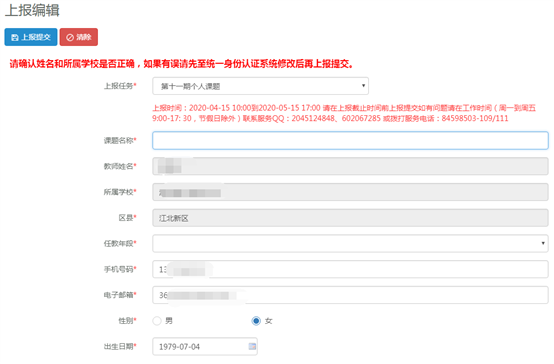 上报编辑
上报提交 清除
请确认姓名和所属学校是否正确，如果有误请先至统一身份认证系统修改后再上报提交。
上报任务* 第十一期个人课题
上报时间：2020-04-15 10:00到2020-05-15 17:00 请在上报截止时间前上报提交如有问题请在工作时间（周一到周五
9:00-17: 30，节假日除外）联系服务QQ：2045124848、602067285 或拨打服务电话：84598503-109/111
课题名称*
教师姓名*
所属学校*
区县 江北新区
任教年段*
手机号码* 13
电子邮箱* 36
性别* 男 女
出生日期* 1979-07-04